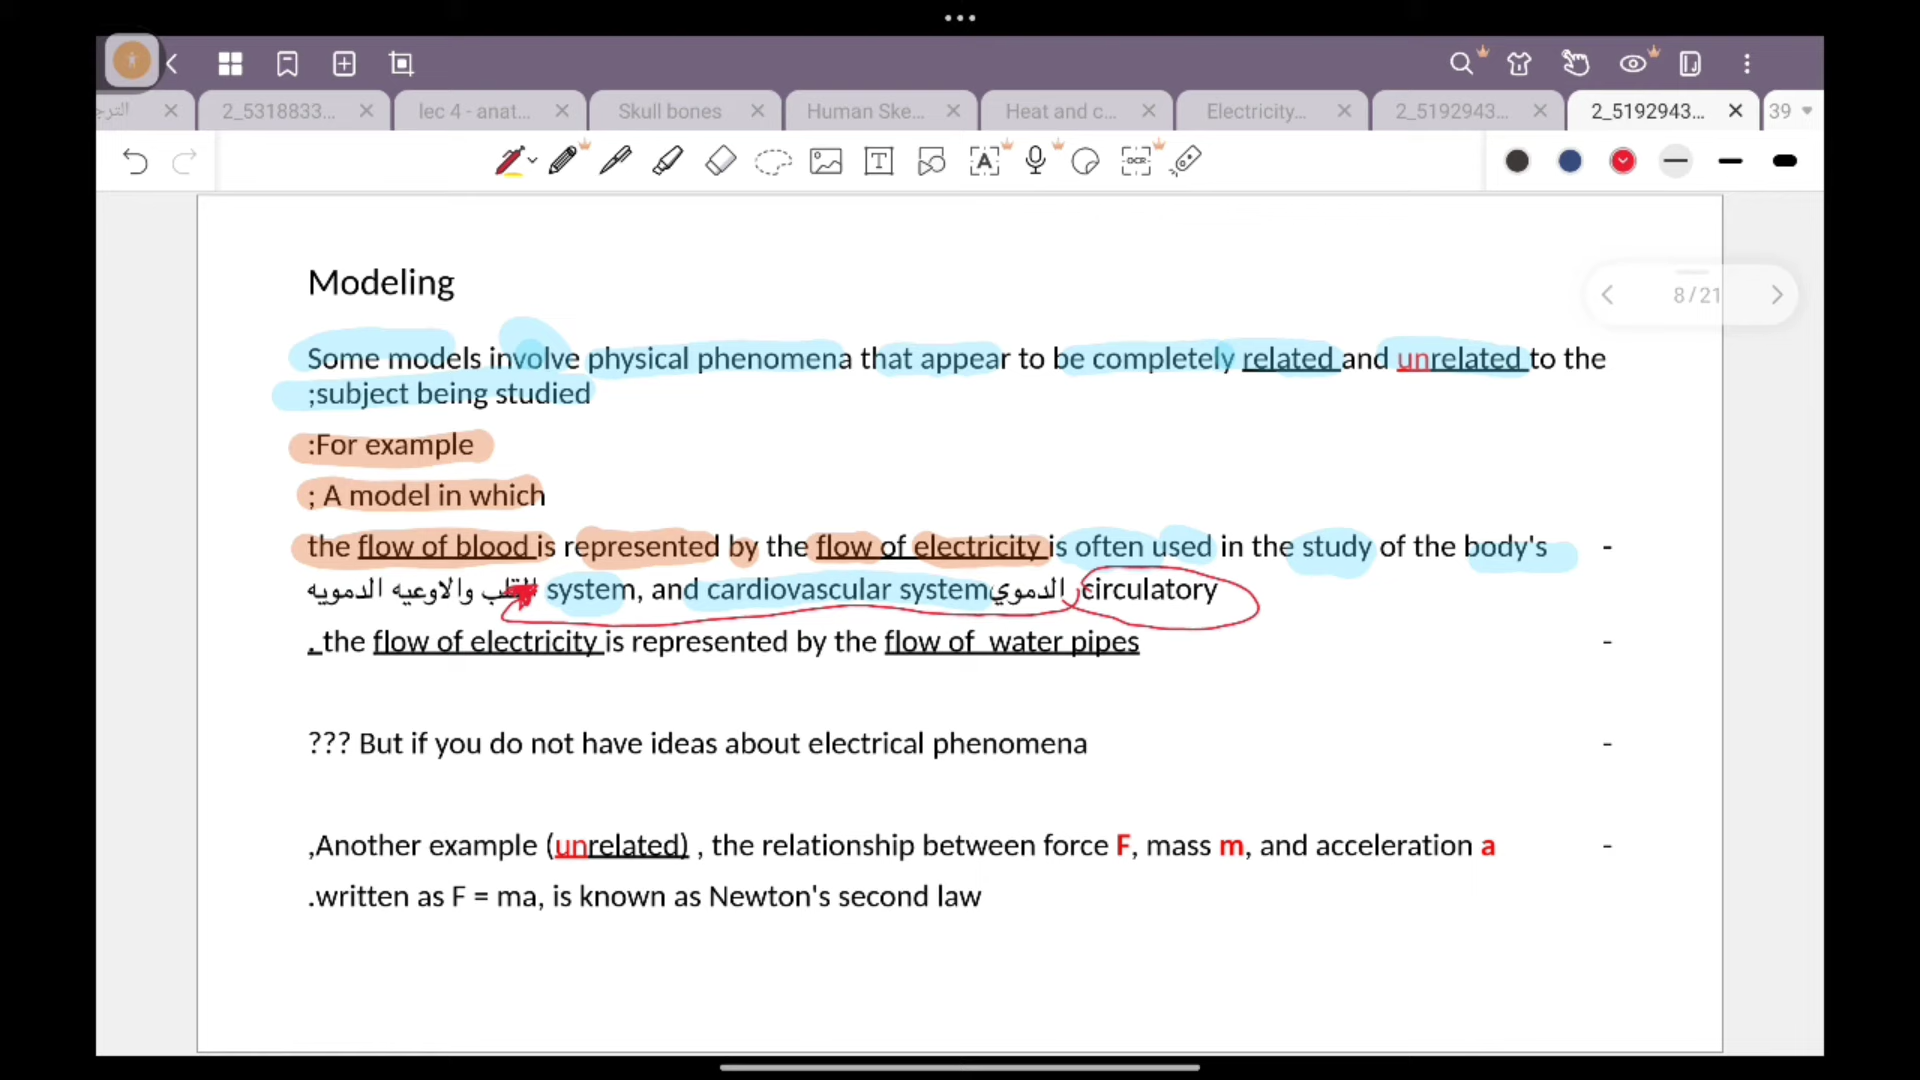 التر
2_5318833...
lec 4 - anat...
Skull bones
Human Ske...
Heat and c...
Electricity...
2_5192943...
2_5192943...
39
T
A
OCR
8/21
Modeling
Some models involve physical phenomena that appear to be completely related and unrelated to the
;subject being studied
:For example
; A model in which
the flow of blood is represented by the flow of electricity is often used in the study of the body's -
القلب والاوعيه الدمويه system, and cardiovascular system الدموي circulatory
. the flow of electricity is represented by the flow of water pipes -
??? But if you do not have ideas about electrical phenomena -
,Another example (unrelated) , the relationship between force F, mass m, and acceleration a -
.written as F = ma, is known as Newton's second law